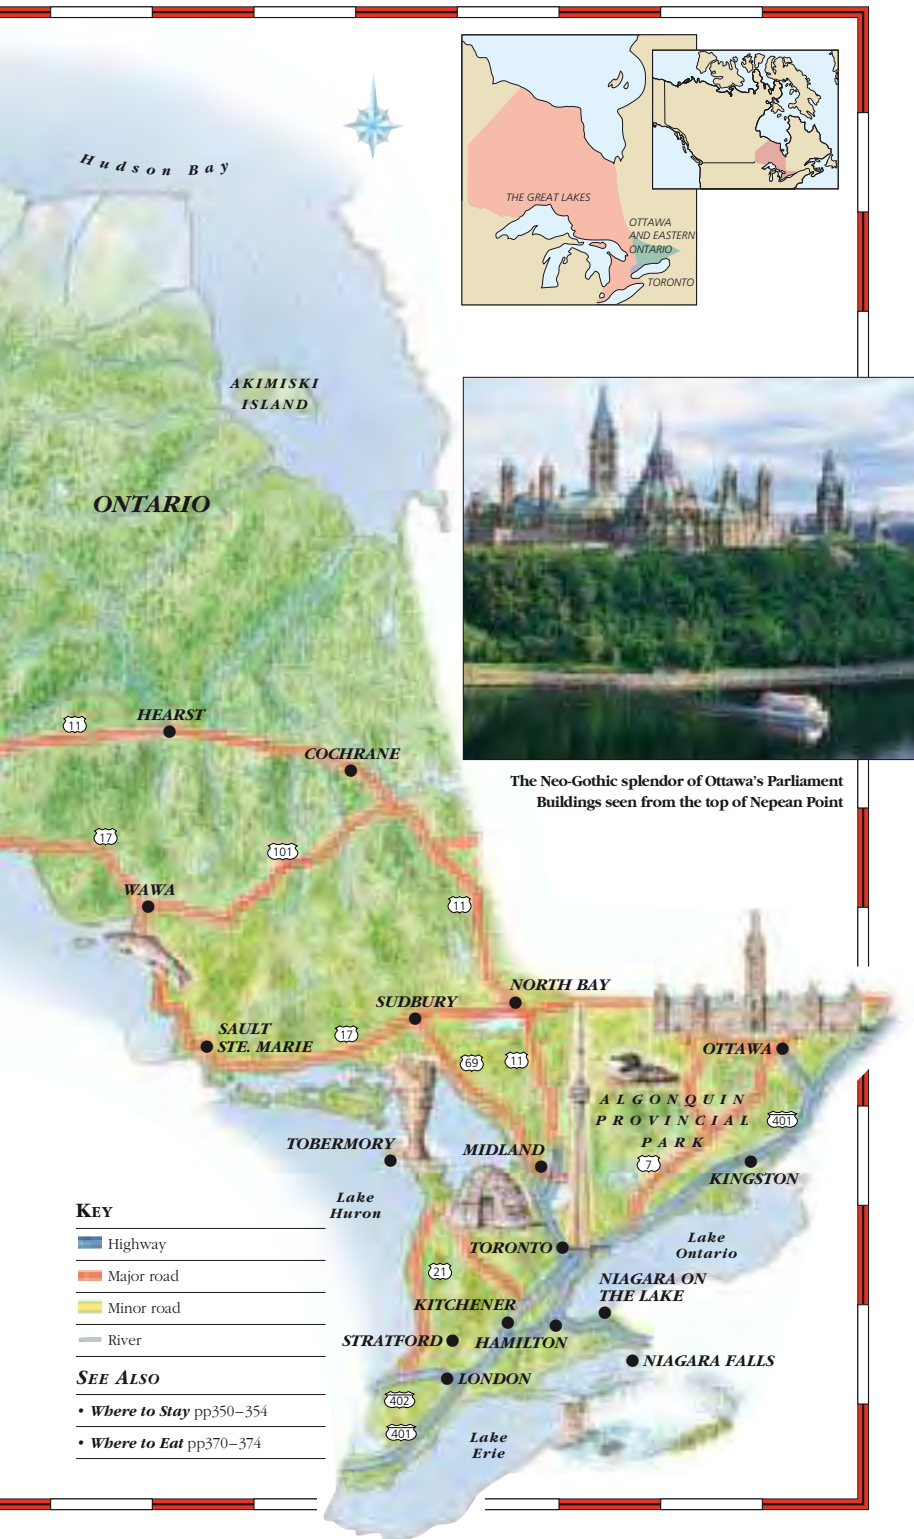 Hudson Bay
THE GREAT LAKES
OTTAWA
AND EASTERN
ONTARIO
TORONTO
AKIMISKI
ISLAND
ONTARIO
The Neo-Gothic splendor of Ottawa's Parliament
Buildings seen from the top of Nepean Point
11
HEARST
COCHRANE
17
101
WAWA
11
NORTH BAY
SUDBURY
SAULT
STE. MARIE
17
69
11
OTTAWA
ALGONQUIN
PROVINCIAL
PARK
401
TOBERMORY
MIDLAND
7
KINGSTON
Lake
Huron
TORONTO
Lake
Ontario
21
NIAGARA ON
THE LAKE
KITCHENER
STRATFORD
HAMILTON
NIAGARA FALLS
LONDON
402
401
Lake
Erie
KEY
Highway
Major road
Minor road
River
SEE ALSO
• Where to Stay pp350–354
• Where to Eat pp370–374